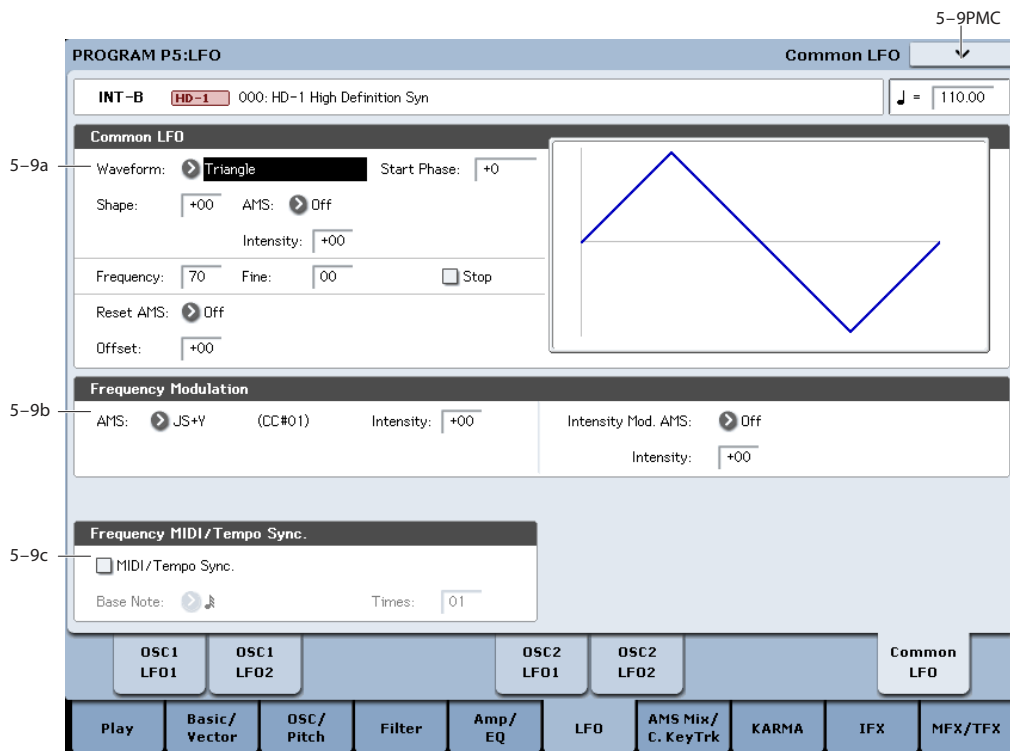 5-9PMC
PROGRAM P5:LFO Common LFO
INT-B HD-1 000: HD-1 High Definition Syn ♩ = 110.00
Common LFO
5-9a Waveform: Triangle Start Phase: +0
Shape: +00 AMS: Off
Intensity: +00
Frequency: 70 Fine: 00 Stop
Reset AMS: Off
Offset: +00
Frequency Modulation
5-9b AMS: JS+Y (CC#01) Intensity: +00 Intensity Mod. AMS: Off
Intensity: +00
Frequency MIDI/Tempo Sync.
5-9c MIDI/Tempo Sync.
Base Note: Times: 01
OSC1 OSC1 OSC2 OSC2 Common
LFO1 LFO2 LFO1 LFO2 LFO
Play Basic/ OSC/ Filter Amp/ LFO AMS Mix/ KARMA IFX MFX/TFX
Vector Pitch EQ C. KeyTrk